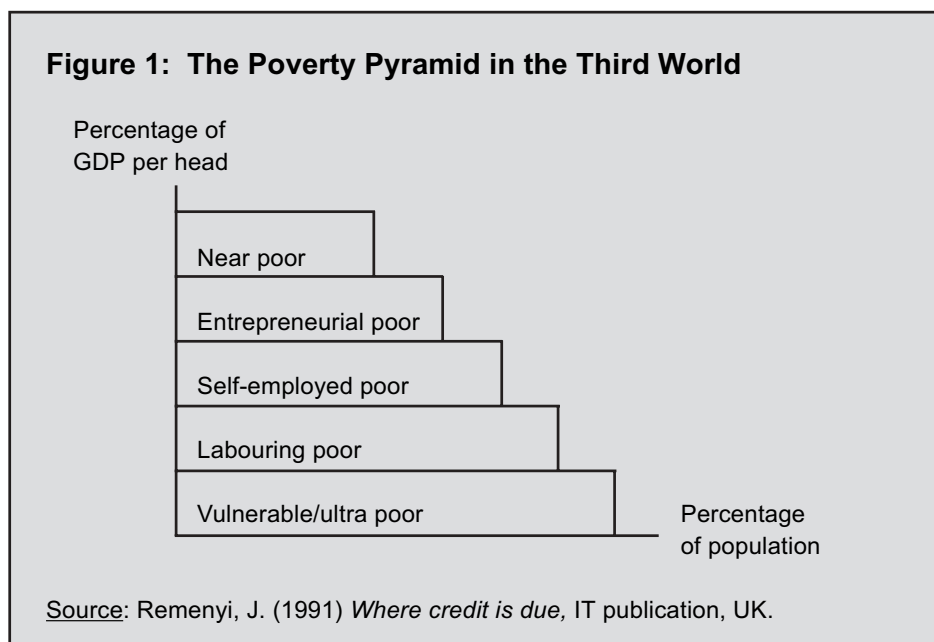 Figure 1: The Poverty Pyramid in the Third World
Percentage of
GDP per head
Near poor
Entrepreneurial poor
Self-employed poor
Labouring poor
Vulnerable/ultra poor
Percentage
of population
Source: Remenyi, J. (1991) Where credit is due, IT publication, UK.